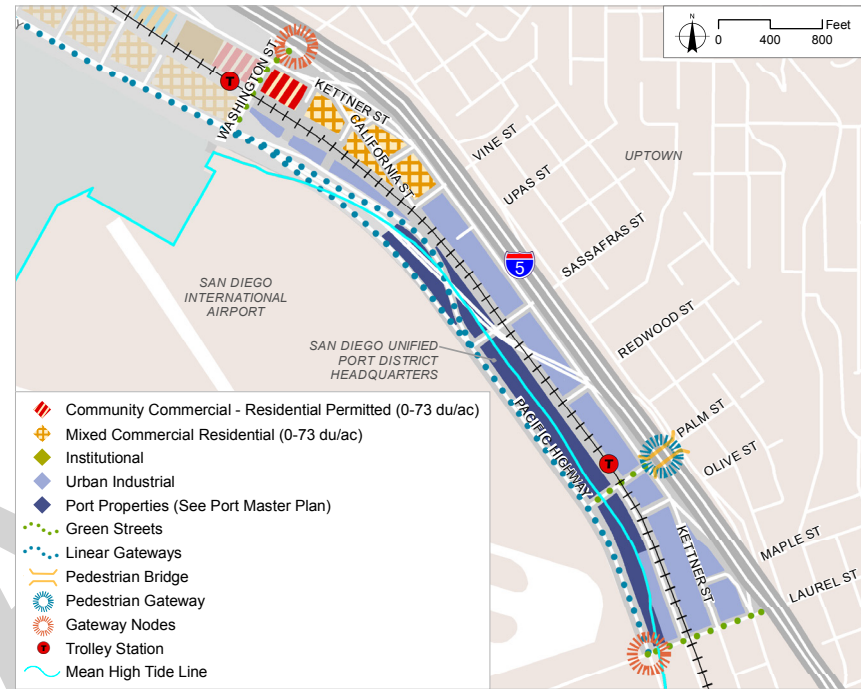 N
0 400 800
Feet
WASHINGTON ST
T
KETTNER ST
CALIFORNIA ST
VINE ST
UPAS ST
UPTOWN
SASSAFRAS ST
5
SAN DIEGO
INTERNATIONAL
AIRPORT
REDWOOD ST
SAN DIEGO UNIFIED
PORT DISTRICT
HEADQUARTERS
PACIFIC HIGHWAY
PALM ST
T
OLIVE ST
KETTNER ST
MAPLE ST
LAUREL ST
Community Commercial - Residential Permitted (0-73 du/ac)
Mixed Commercial Residential (0-73 du/ac)
Institutional
Urban Industrial
Port Properties (See Port Master Plan)
Green Streets
Linear Gateways
Pedestrian Bridge
Pedestrian Gateway
Gateway Nodes
T Trolley Station
Mean High Tide Line